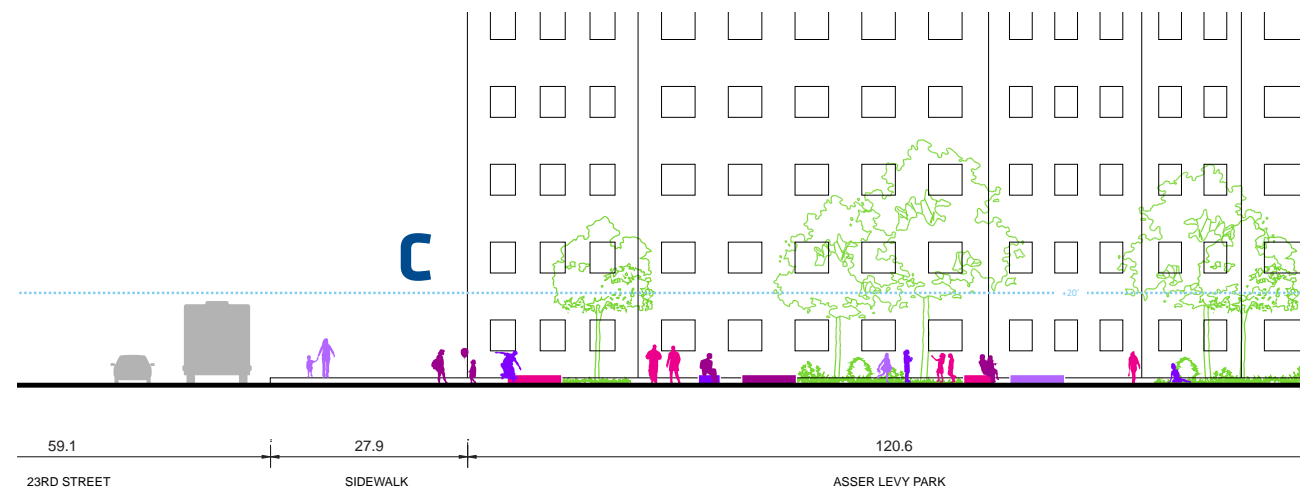 C
+20'
59.1
27.9
120.6
23RD STREET
SIDEWALK
ASSER LEVY PARK